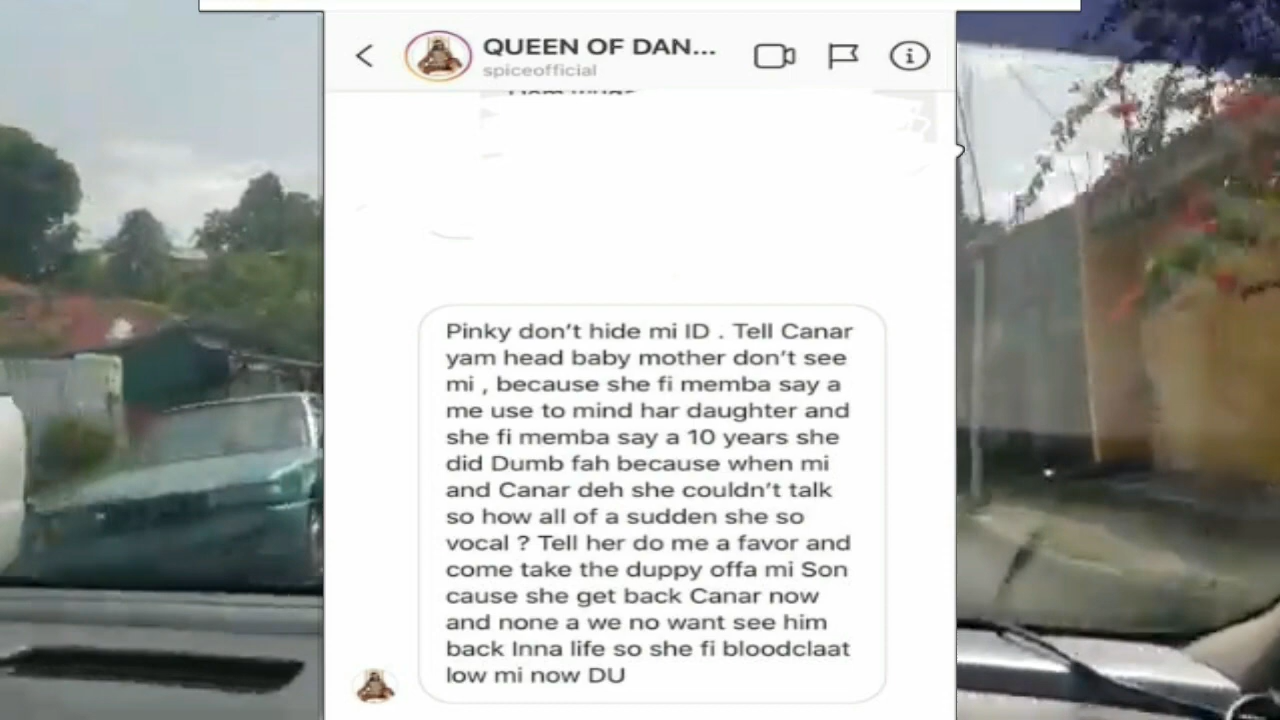 QUEEN OF DAN...
spiceofficial
Pinky don't hide mi ID . Tell Canar
yam head baby mother don't see
mi , because she fi memba say a
me use to mind har daughter and
she fi memba say a 10 years she
did Dumb fah because when mi
and Canar deh she couldn't talk
so how all of a sudden she so
vocal ? Tell her do me a favor and
come take the duppy offa mi Son
cause she get back Canar now
and none a we no want see him
back Inna life so she fi bloodclaat
low mi now DU